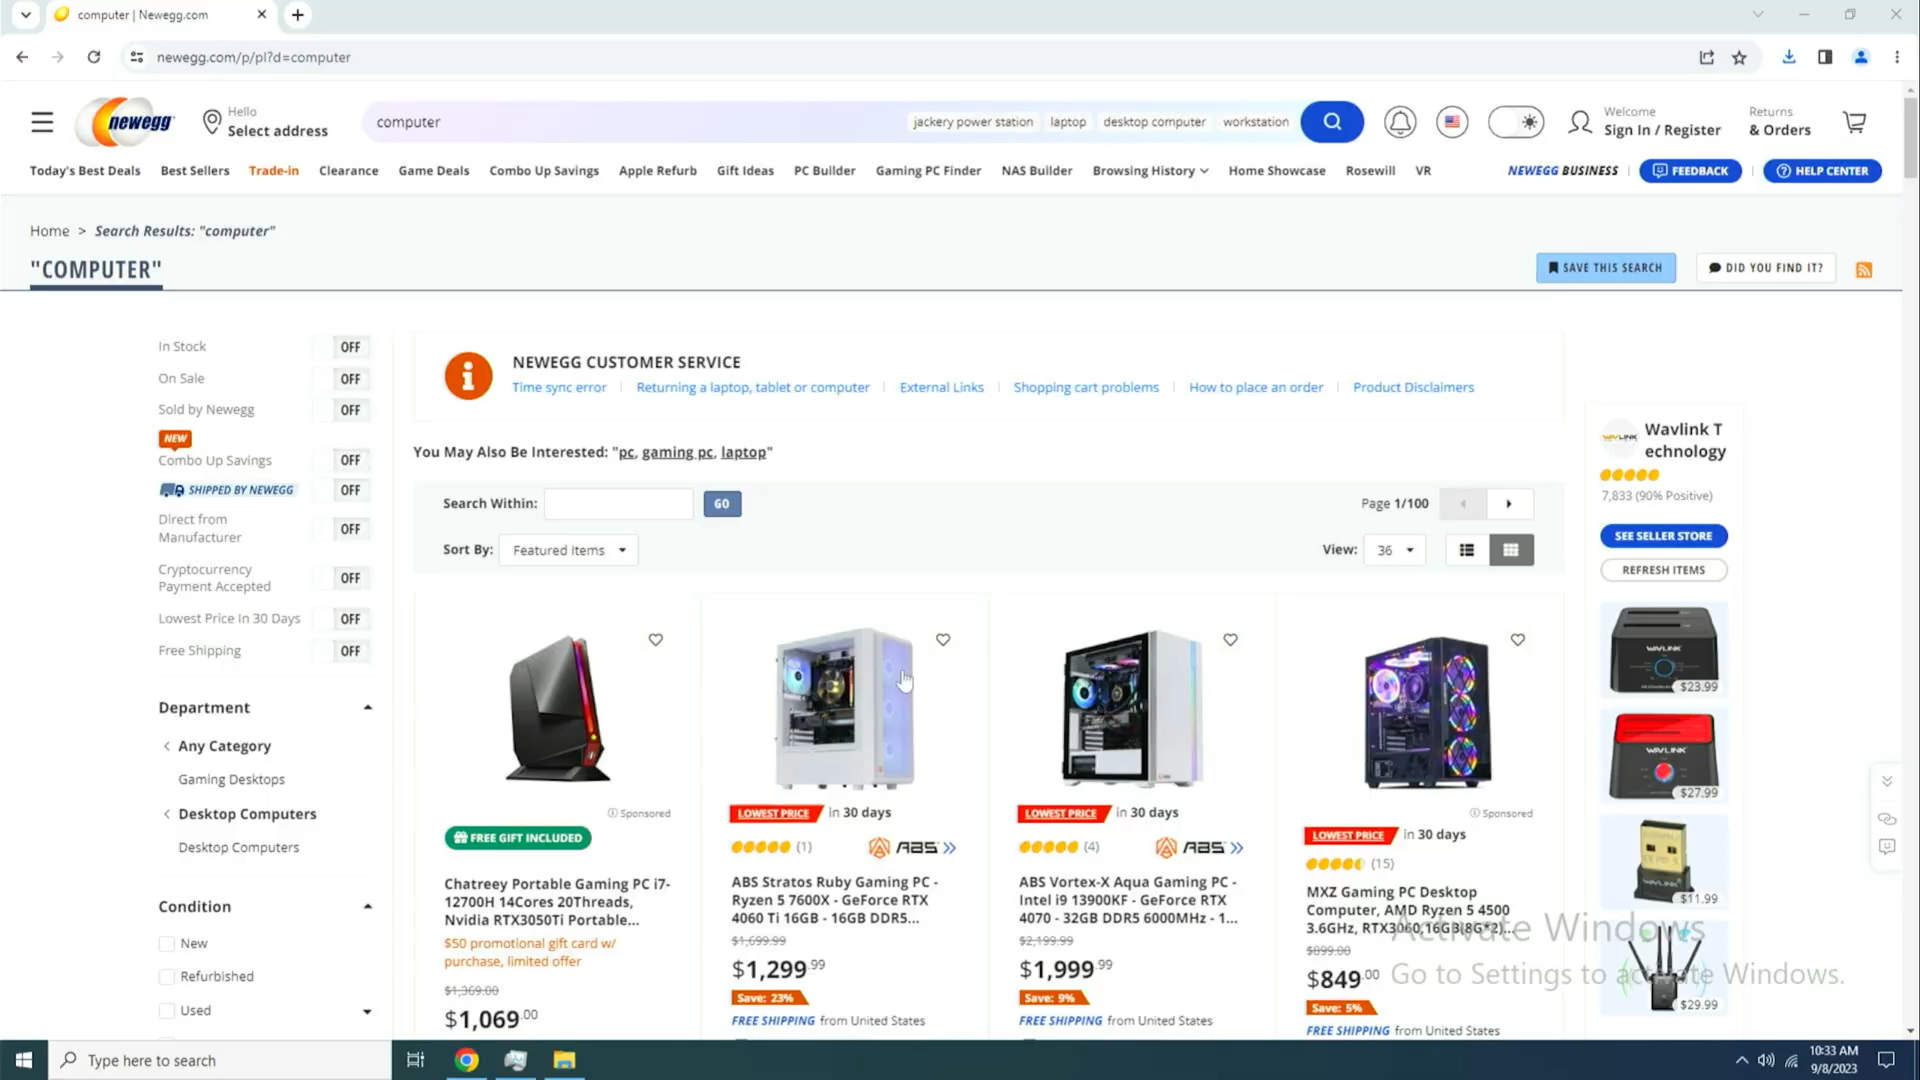 computer | Newegg.com
newegg.com/p/pl?d=computer
newegg
Hello
Select address
computer
jackery power station
laptop
desktop computer
workstation
Welcome
Sign In / Register
Returns
& Orders
Today's Best Deals
Best Sellers
Trade-in
Clearance
Game Deals
Combo Up Savings
Apple Refurb
Gift Ideas
PC Builder
Gaming PC Finder
NAS Builder
Browsing History
Home Showcase
Rosewill
VR
NEWEGG BUSINESS
FEEDBACK
HELP CENTER
Home > Search Results: "computer"
"COMPUTER"
SAVE THIS SEARCH
DID YOU FIND IT?
In Stock OFF
On Sale OFF
Sold by Newegg OFF
NEW
Combo Up Savings OFF
SHIPPED BY NEWEGG OFF
Direct from
Manufacturer OFF
Cryptocurrency
Payment Accepted OFF
Lowest Price In 30 Days OFF
Free Shipping OFF
Department
Any Category
Gaming Desktops
Desktop Computers
Desktop Computers
Condition
New
Refurbished
Used
NEWEGG CUSTOMER SERVICE
Time sync error
Returning a laptop, tablet or computer
External Links
Shopping cart problems
How to place an order
Product Disclaimers
You May Also Be Interested: "pc, gaming pc, laptop"
Search Within:
GO
Page 1/100
Sort By: Featured Items
View: 36
Sponsored
FREE GIFT INCLUDED
Chatreey Portable Gaming PC i7-
12700H 14Cores 20Threads,
Nvidia RTX3050Ti Portable...
$50 promotional gift card w/
purchase, limited offer
$1,369.00
$1,069.00
LOWEST PRICE in 30 days
(1)
ABS
ABS Stratos Ruby Gaming PC -
Ryzen 5 7600X - GeForce RTX
4060 Ti 16GB - 16GB DDR5...
$1,699.99
$1,299.99
Save: 23%
FREE SHIPPING from United States
LOWEST PRICE in 30 days
(4)
ABS
ABS Vortex-X Aqua Gaming PC -
Intel i9 13900KF - GeForce RTX
4070 - 32GB DDR5 6000MHz - 1...
$2,199.99
$1,999.99
Save: 9%
FREE SHIPPING from United States
Sponsored
LOWEST PRICE in 30 days
(15)
MXZ Gaming PC Desktop
Computer, AMD Ryzen 5 4500
3.6GHz, RTX3060,16GB(8G*2)...
$899.00
$849.00
Save: 5%
FREE SHIPPING from United States
WAVLINK
Wavlink T
echnology
7,833 (90% Positive)
SEE SELLER STORE
REFRESH ITEMS
WAVLINK
$23.99
WAVLINK
$27.99
WAVLINK
$11.99
$29.99
Activate Windows
Go to Settings to activate Windows.
Type here to search
10:33 AM
9/8/2023